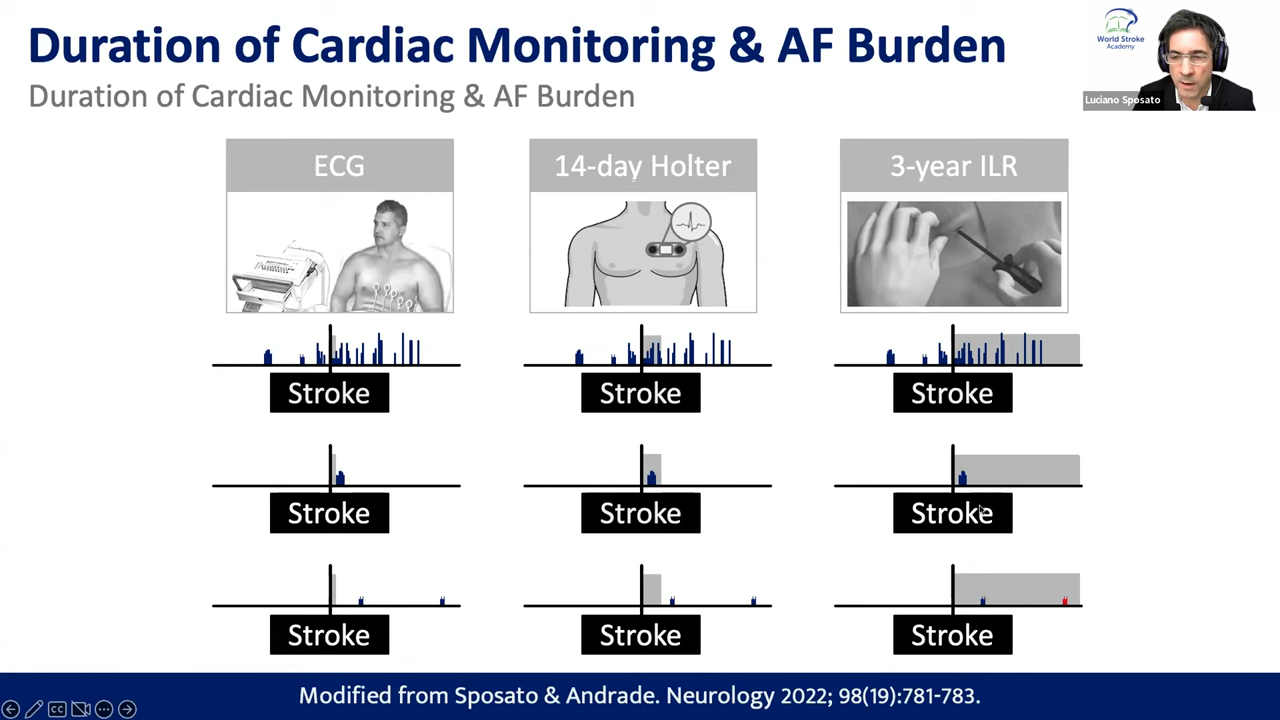 Duration of Cardiac Monitoring & AF Burden
Duration of Cardiac Monitoring & AF Burden
World Stroke
Academy
Luciano Sposato
ECG
14-day Holter
3-year ILR
Stroke
Stroke
Stroke
Stroke
Stroke
Stroke
Stroke
Stroke
Stroke
Modified from Sposato & Andrade. Neurology 2022; 98(19):781-783.
CC